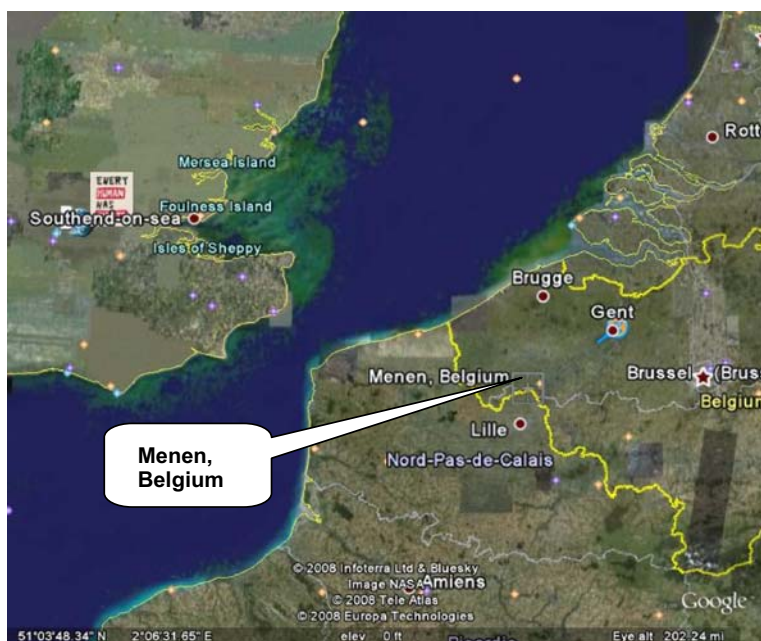 Rott
Mersea Island
EVERY
HUMAN
HAS
Foulness Island
Southend-on-sea
Isles of Sheppy
Brugge
Gent
Menen, Belgium
Brussel (Bruss
Belgium
Lille
Menen,
Belgium
Nord-Pas-de-Calais
© 2008 Infoterra Ltd & Bluesky
Image NASA
Amiens
© 2008 Tele Atlas
© 2008 Europa Technologies
Google
51°03'48.34" N 2°06'31.65" E elev 0 ft Eye alt 202.24 mi